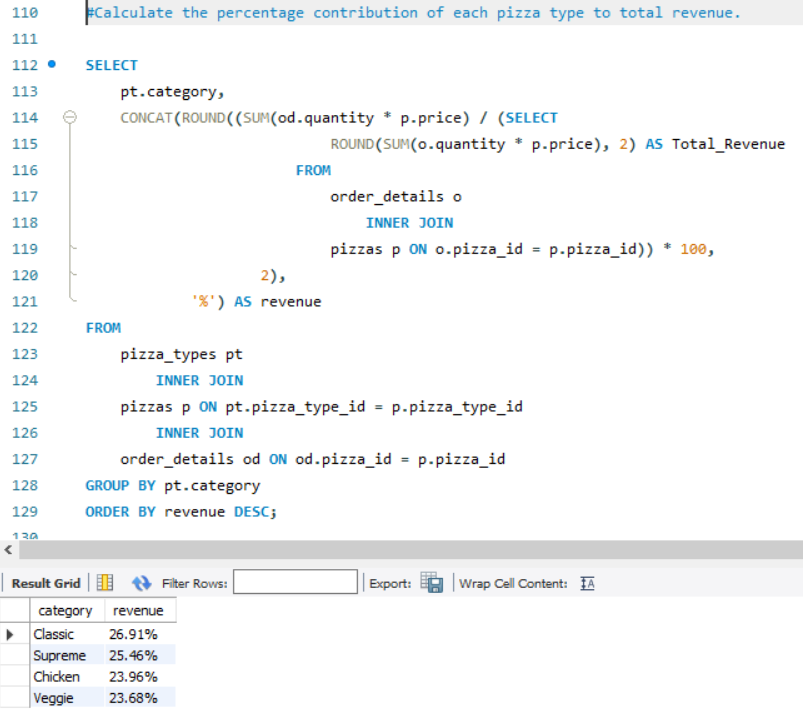 110 #Calculate the percentage contribution of each pizza type to total revenue.
111
112 SELECT
113 pt.category,
114 CONCAT(ROUND((SUM(od.quantity * p.price) / (SELECT
115 ROUND(SUM(o.quantity * p.price), 2) AS Total_Revenue
116 FROM
117 order_details o
118 INNER JOIN
119 pizzas p ON o.pizza_id = p.pizza_id)) * 100,
120 2),
121 '%') AS revenue
122 FROM
123 pizza_types pt
124 INNER JOIN
125 pizzas p ON pt.pizza_type_id = p.pizza_type_id
126 INNER JOIN
127 order_details od ON od.pizza_id = p.pizza_id
128 GROUP BY pt.category
129 ORDER BY revenue DESC;
130
Result Grid Filter Rows: Export: Wrap Cell Content: IA
category revenue
Classic 26.91%
Supreme 25.46%
Chicken 23.96%
Veggie 23.68%